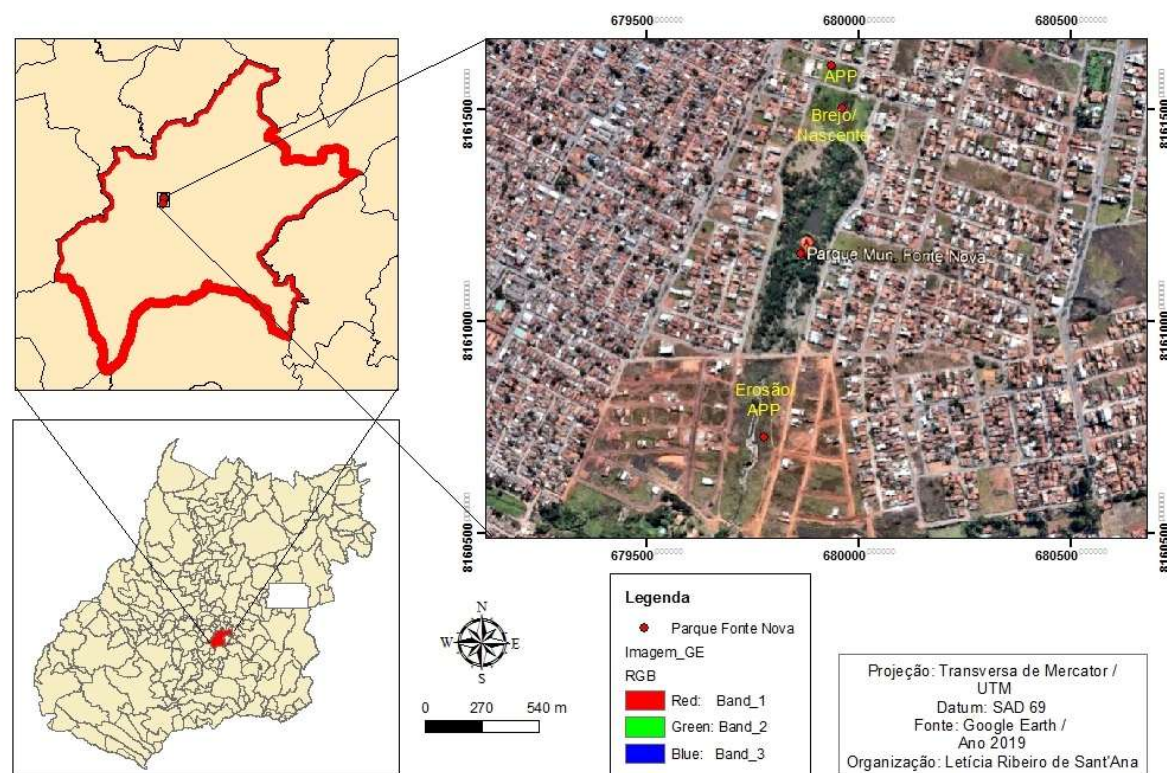 679500
680000
680500
8161500
8161000
8160500
APP
Brejo/
Nascente
Parque Mun. Fonte Nova
Erosão/
APP
8161500
8161000
8160500
679500
680000
680500
N
W
E
S
0
270
540 m
Legenda
Parque Fonte Nova
Imagem_GE
RGB
Red: Band_1
Green: Band_2
Blue: Band_3
Projeção: Transversa de Mercator /
UTM
Datum: SAD 69
Fonte: Google Earth /
Ano 2019
Organização: Letícia Ribeiro de Sant'Ana